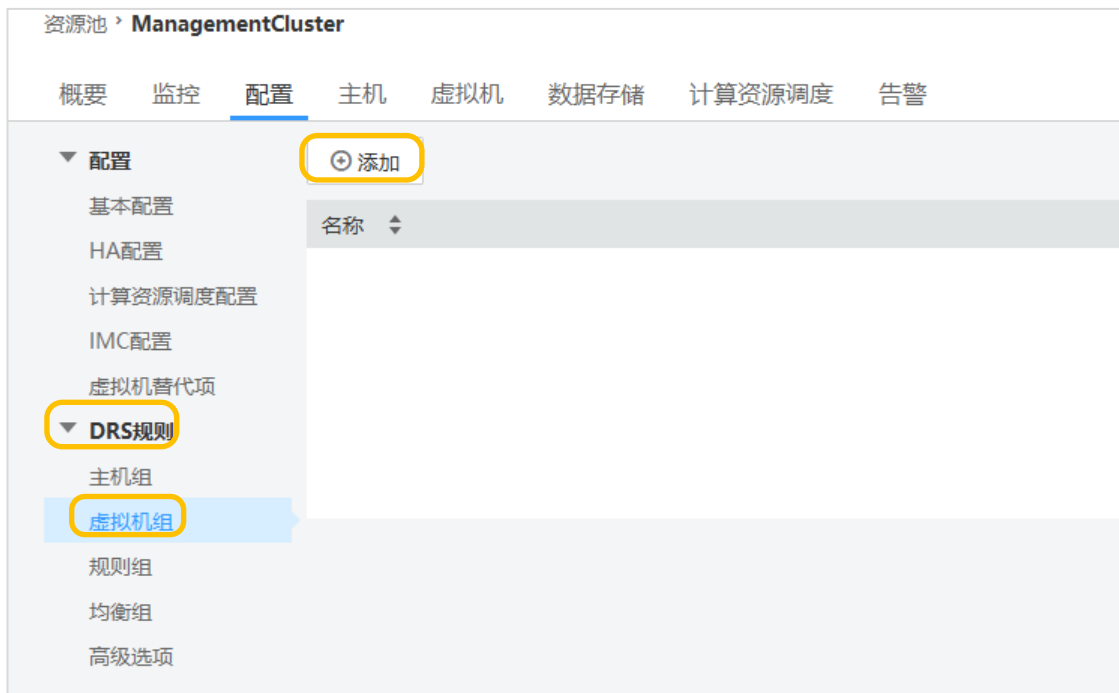 资源池 › ManagementCluster
概要 监控 配置 主机 虚拟机 数据存储 计算资源调度 告警
配置
基本配置
HA配置
计算资源调度配置
IMC配置
虚拟机替代项
DRS规则
主机组
虚拟机组
规则组
均衡组
高级选项
添加
名称